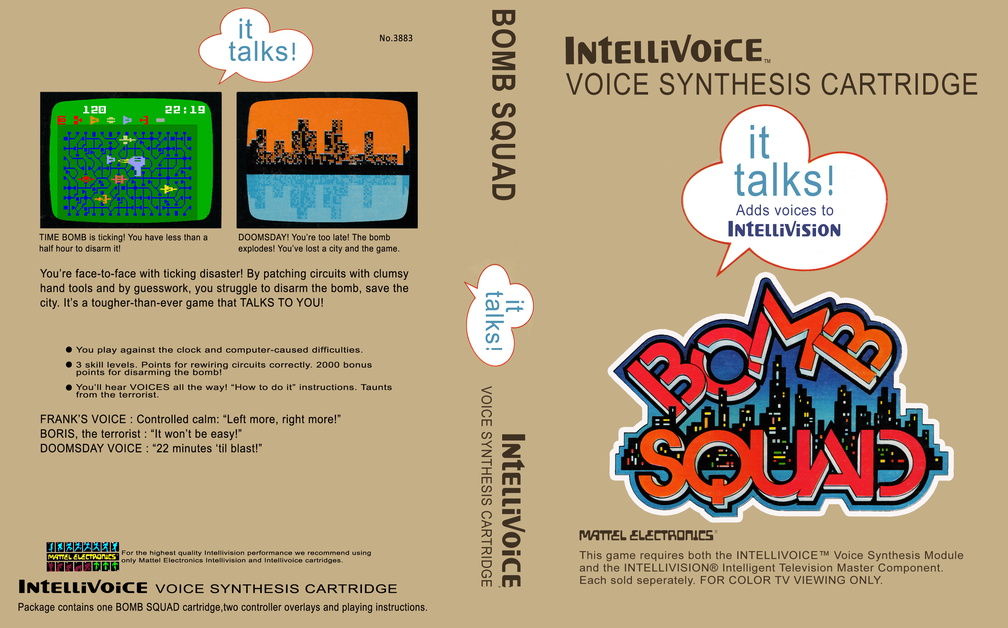 it
talks!
No.3883
120 22:19
TIME BOMB is ticking! You have less than a
half hour to disarm it!
DOOMSDAY! You're too late! The bomb
explodes! You've lost a city and the game.
You're face-to-face with ticking disaster! By patching circuits with clumsy
hand tools and by guesswork, you struggle to disarm the bomb, save the
city. It's a tougher-than-ever game that TALKS TO YOU!
● You play against the clock and computer-caused difficulties.
● 3 skill levels. Points for rewiring circuits correctly. 2000 bonus
points for disarming the bomb!
● You'll hear VOICES all the way! “How to do it” instructions. Taunts
from the terrorist.
FRANK'S VOICE : Controlled calm: “Left more, right more!”
BORIS, the terrorist : “It won't be easy!”
DOOMSDAY VOICE : “22 minutes ‘til blast!”
MATTEL ELECTRONICS
For the highest quality Intellivision performance we recommend using
only Mattel Electronics Intellivision and Intellivoice cartridges.
INTELLIVOICE VOICE SYNTHESIS CARTRIDGE
Package contains one BOMB SQUAD cartridge,two controller overlays and playing instructions.
BOMB SQUAD
it
talks!
INTELLIVOICE
VOICE SYNTHESIS CARTRIDGE
INTELLIVOICE™
VOICE SYNTHESIS CARTRIDGE
it
talks!
Adds voices to
INTELLIVISION
BOMB
SQUAD
MATTEL ELECTRONICS®
This game requires both the INTELLIVOICE™ Voice Synthesis Module
and the INTELLIVISION® Intelligent Television Master Component.
Each sold seperately. FOR COLOR TV VIEWING ONLY.